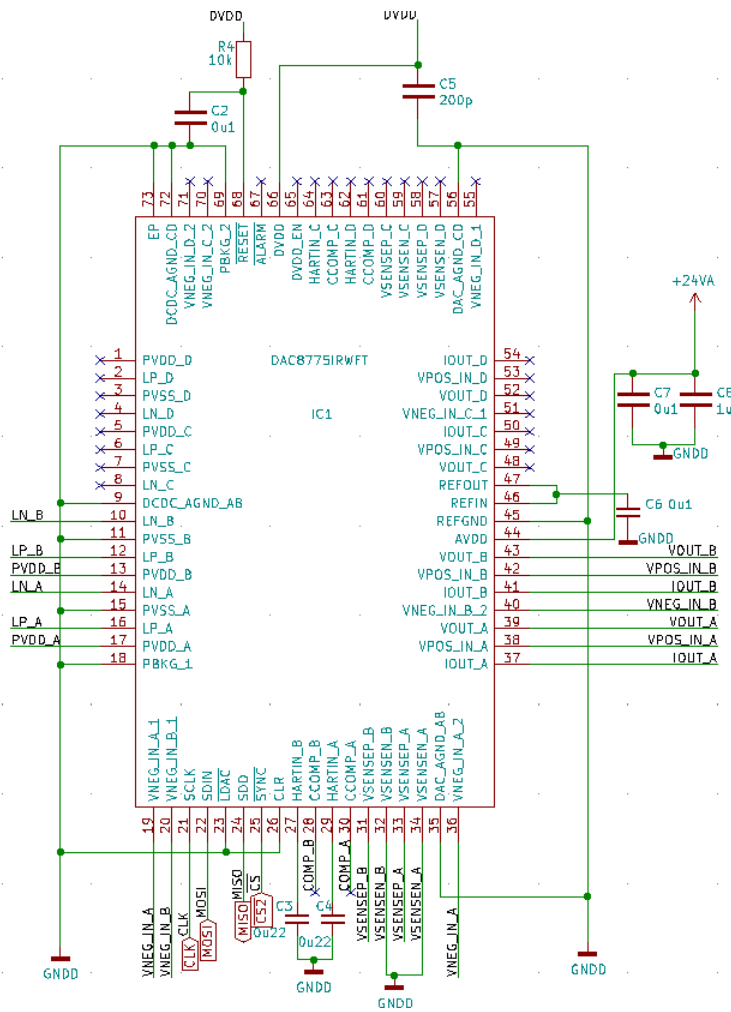 DVDD
DVDD
R4
10k
C2
0u1
C5
200p
73
72
71
70
69
68
67
66
65
64
63
62
61
60
59
58
57
56
55
EP
DCDC_AGND_CD
VNEG_IN_D_2
VNEG_IN_C_2
PBKG_2
RESET
ALARM
DVDD
DVDD_EN
HARTIN_C
CCOMP_C
HARTIN_D
CCOMP_D
VSENSEP_C
VSENSEN_C
VSENSEP_D
VSENSEN_D
DAC_AGND_CD
VNEG_IN_D_1
+24VA
DAC8775IRWFT
IC1
1 PVDD_D
2 LP_D
3 PVSS_D
4 LN_D
5 PVDD_C
6 LP_C
7 PVSS_C
8 LN_C
9 DCDC_AGND_AB
LN_B 10 LN_B
11 PVSS_B
LP_B 12 LP_B
PVDD_B 13 PVDD_B
LN_A 14 LN_A
15 PVSS_A
LP_A 16 LP_A
PVDD_A 17 PVDD_A
18 PBKG_1
IOUT_D 54
VPOS_IN_D 53
VOUT_D 52
VNEG_IN_C_1 51
IOUT_C 50
VPOS_IN_C 49
VOUT_C 48
REFOUT 47
REFIN 46
REFGND 45
AVDD 44
VOUT_B 43 VOUT_B
VPOS_IN_B 42 VPOS_IN_B
IOUT_B 41 IOUT_B
VNEG_IN_B_2 40 VNEG_IN_B
VOUT_A 39 VOUT_A
VPOS_IN_A 38 VPOS_IN_A
IOUT_A 37 IOUT_A
C7
0u1
1u
GNDD
C6 0u1
GNDD
VNEG_IN_A_1
VNEG_IN_B_1
SCLK
SDIN
LDAC
SDO
SYNC
CLR
HARTIN_B
CCOMP_B
HARTIN_A
CCOMP_A
VSENSEP_B
VSENSEN_B
VSENSEP_A
VSENSEN_A
DAC_AGND_AB
VNEG_IN_A_2
19
20
21
22
23
24
25
26
27
28
29
30
31
32
33
34
35
36
VNEG_IN_A
VNEG_IN_B
CLK
CLK
MOSI
MOSI
MISO
MISO
CS
CS2
COMP_B
COMP_A
VSENSEP_B
VSENSEN_B
VSENSEP_A
VSENSEN_A
VNEG_IN_A
C3
0u22
C4
0u22
GNDD
GNDD
GNDD
GNDD